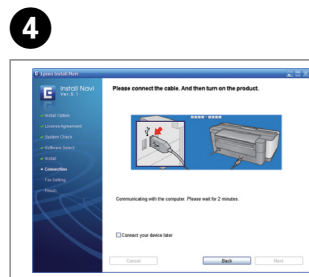 4
Epson Install Navi
Install Navi
Ver. 5.1
Please connect the cable. And then turn on the product.
Install Option
License Agreement
System Check
Software Select
Install
Connection
Fax Setting
Finish
Communicating with the computer. Please wait for 2 minutes.
Connect your device later
Cancel
Back
Next